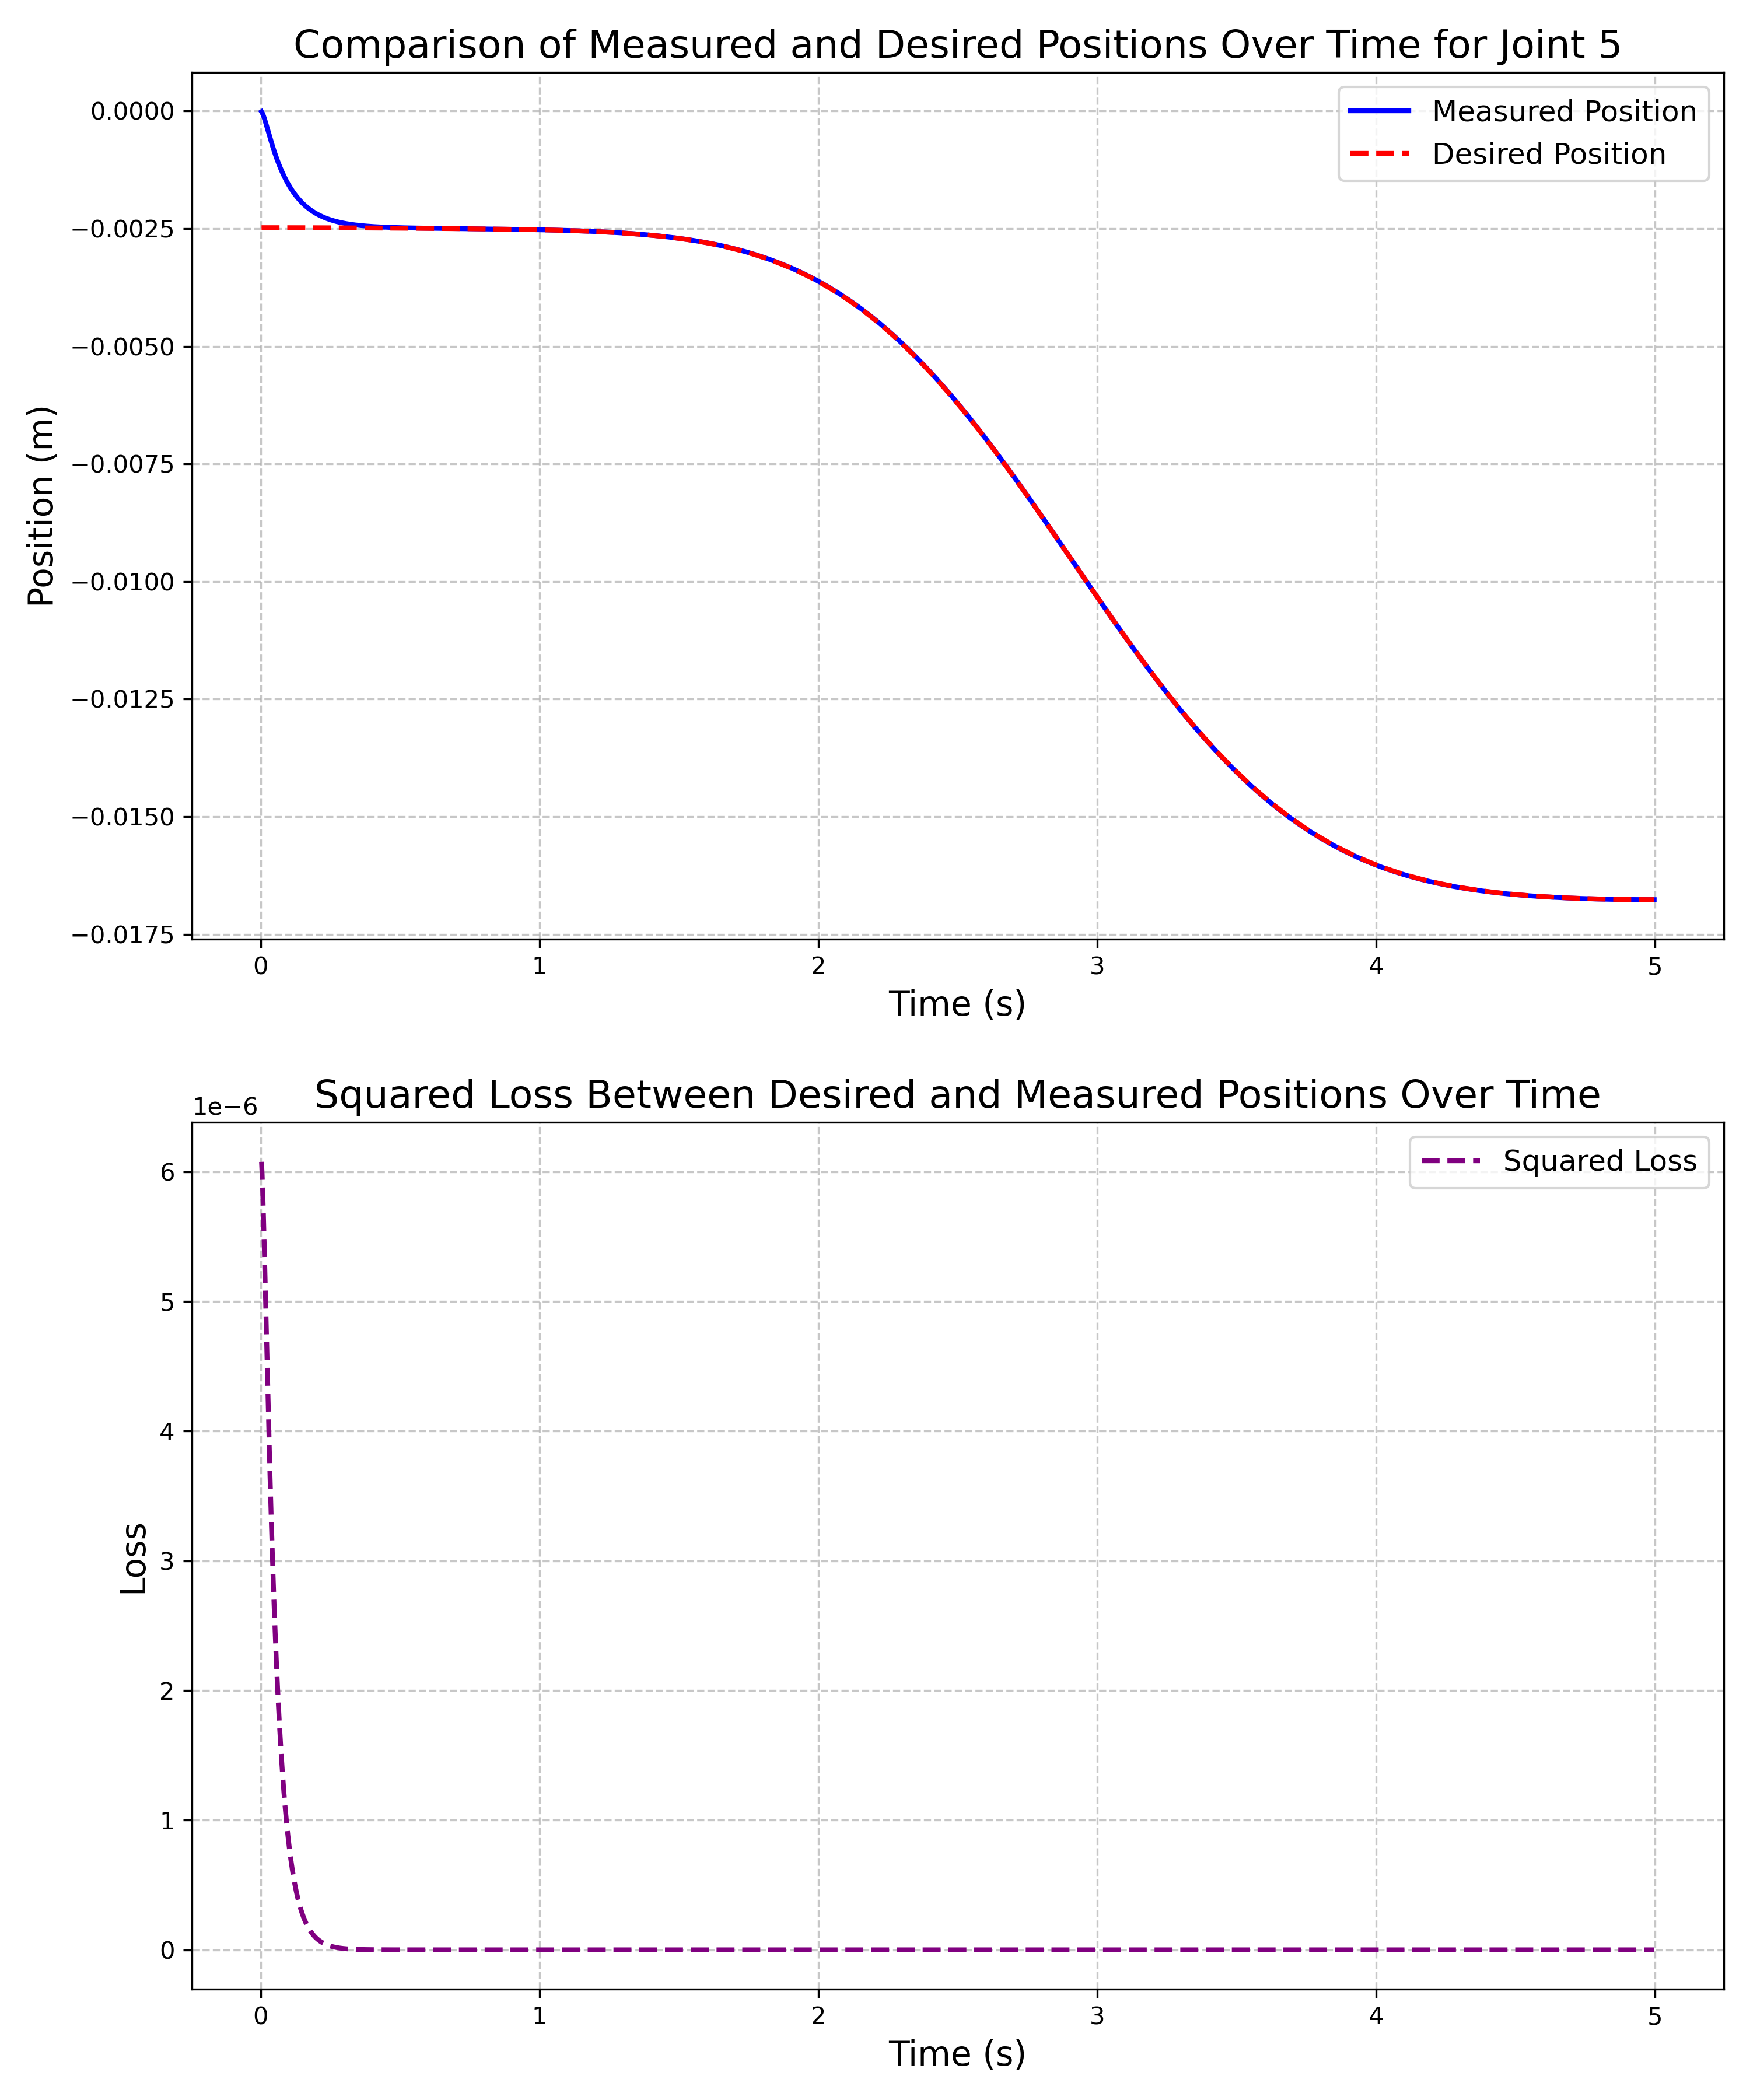 Comparison of Measured and Desired Positions Over Time for Joint 5
Measured Position
Desired Position
Position (m)
0.0000
−0.0025
−0.0050
−0.0075
−0.0100
−0.0125
−0.0150
−0.0175
0 1 2 3 4 5
Time (s)
Squared Loss Between Desired and Measured Positions Over Time
1e−6
Squared Loss
Loss
6
5
4
3
2
1
0
0 1 2 3 4 5
Time (s)